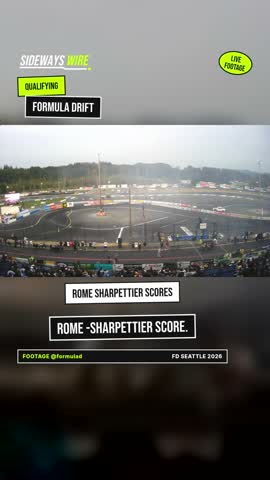 SIDEWAYS WIRE.
LIVE
FOOTAGE
QUALIFYING
FORMULA DRIFT
ROME SHARPETTIER SCORES
ROME -SHARPETTIER SCORE.
FOOTAGE @formulad
FD SEATTLE 2026